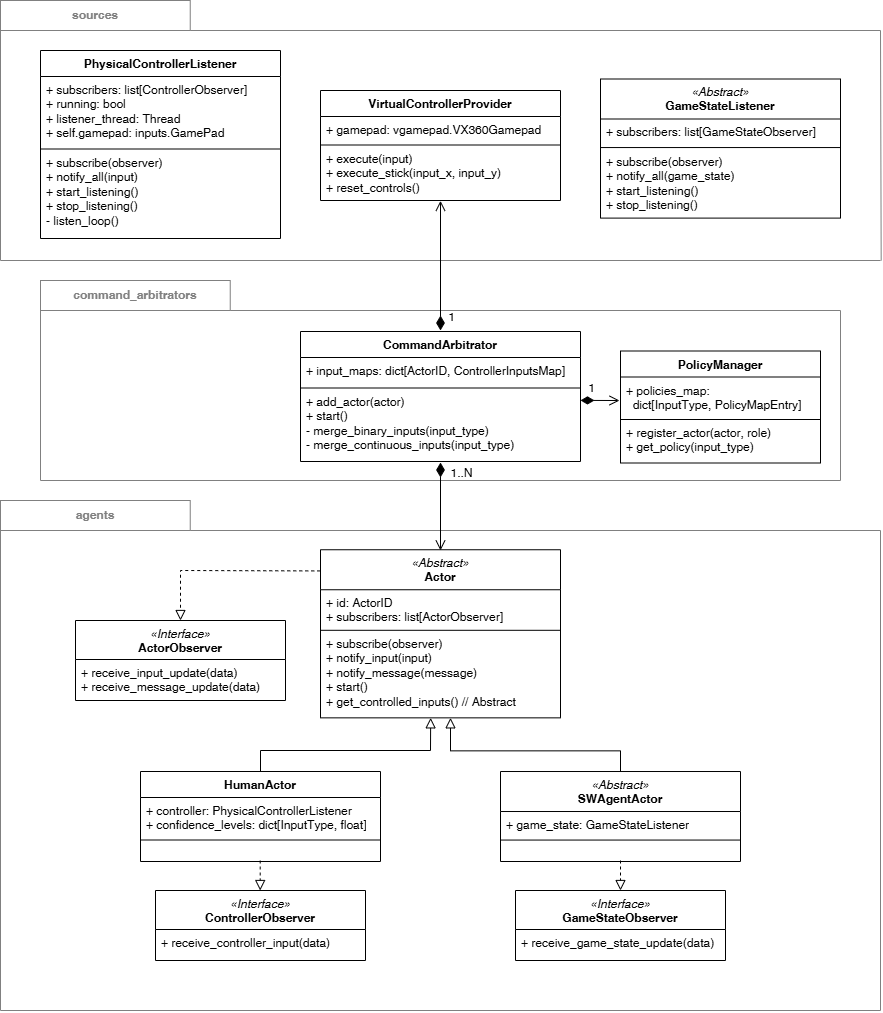 sources
PhysicalControllerListener
+ subscribers: list[ControllerObserver]
+ running: bool
+ listener_thread: Thread
+ self.gamepad: inputs.GamePad
+ subscribe(observer)
+ notify_all(input)
+ start_listening()
+ stop_listening()
- listen_loop()
VirtualControllerProvider
+ gamepad: vgamepad.VX360Gamepad
+ execute(input)
+ execute_stick(input_x, input_y)
+ reset_controls()
«Abstract»
GameStateListener
+ subscribers: list[GameStateObserver]
+ subscribe(observer)
+ notify_all(game_state)
+ start_listening()
+ stop_listening()
command_arbitrators
1
CommandArbitrator
+ input_maps: dict[ActorID, ControllerInputsMap]
+ add_actor(actor)
+ start()
- merge_binary_inputs(input_type)
- merge_continuous_inputs(input_type)
1
PolicyManager
+ policies_map:
dict[InputType, PolicyMapEntry]
+ register_actor(actor, role)
+ get_policy(input_type)
1..N
agents
«Abstract»
Actor
+ id: ActorID
+ subscribers: list[ActorObserver]
+ subscribe(observer)
+ notify_input(input)
+ notify_message(message)
+ start()
+ get_controlled_inputs() // Abstract
«Interface»
ActorObserver
+ receive_input_update(data)
+ receive_message_update(data)
HumanActor
+ controller: PhysicalControllerListener
+ confidence_levels: dict[InputType, float]
«Abstract»
SWAgentActor
+ game_state: GameStateListener
«Interface»
ControllerObserver
+ receive_controller_input(data)
«Interface»
GameStateObserver
+ receive_game_state_update(data)